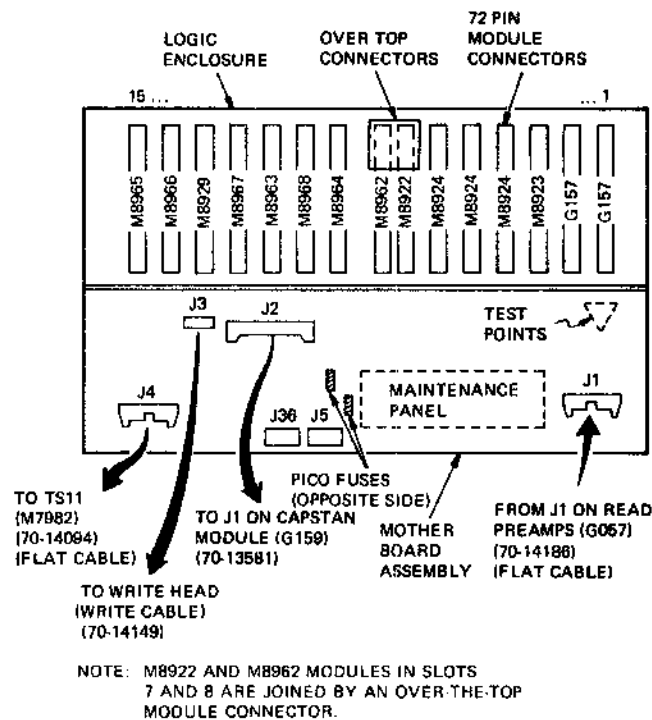 LOGIC
ENCLOSURE
OVER TOP
CONNECTORS
72 PIN
MODULE
CONNECTORS
15 ...
... 1
M8965
M8966
M8929
M8967
M8963
M8968
M8964
M8962
M8922
M8924
M8924
M8924
M8923
G157
G157
J3
J2
TEST
POINTS
J4
J36
J5
MAINTENANCE
PANEL
J1
PICO FUSES
(OPPOSITE SIDE)
TO TS11
(M7982)
(70-14094)
(FLAT CABLE)
TO J1 ON CAPSTAN
MODULE (G159)
(70-13581)
MOTHER
BOARD
ASSEMBLY
FROM J1 ON READ
PREAMPS (G057)
(70-14186)
(FLAT CABLE)
TO WRITE HEAD
(WRITE CABLE)
(70-14149)
NOTE: M8922 AND M8962 MODULES IN SLOTS
7 AND 8 ARE JOINED BY AN OVER-THE-TOP
MODULE CONNECTOR.